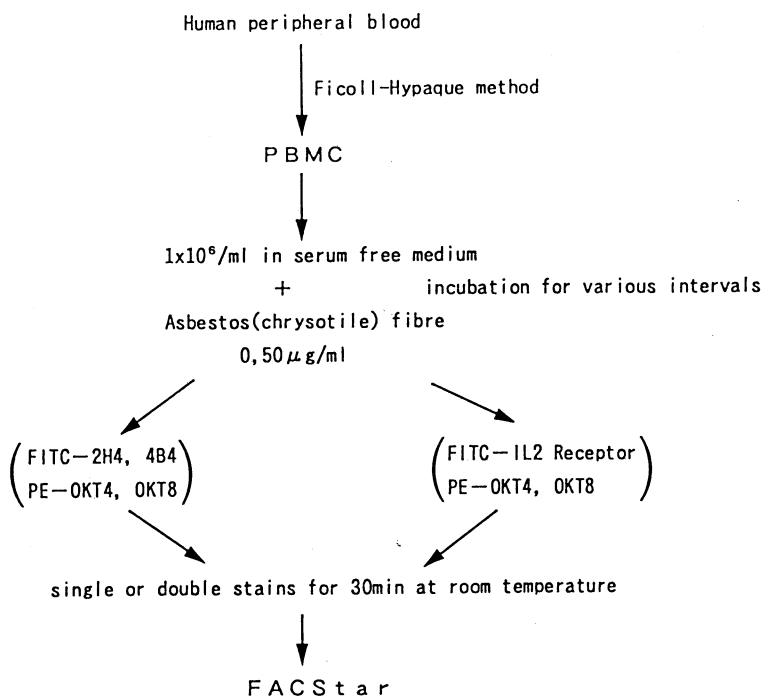 Human peripheral blood
Ficoll-Hypaque method
PBMC
1x10⁶/ml in serum free medium
+
incubation for various intervals
Asbestos(chrysotile) fibre
0,50μg/ml
FITC-2H4, 4B4
PE-OKT4, OKT8
FITC-IL2 Receptor
PE-OKT4, OKT8
single or double stains for 30min at room temperature
FACStar